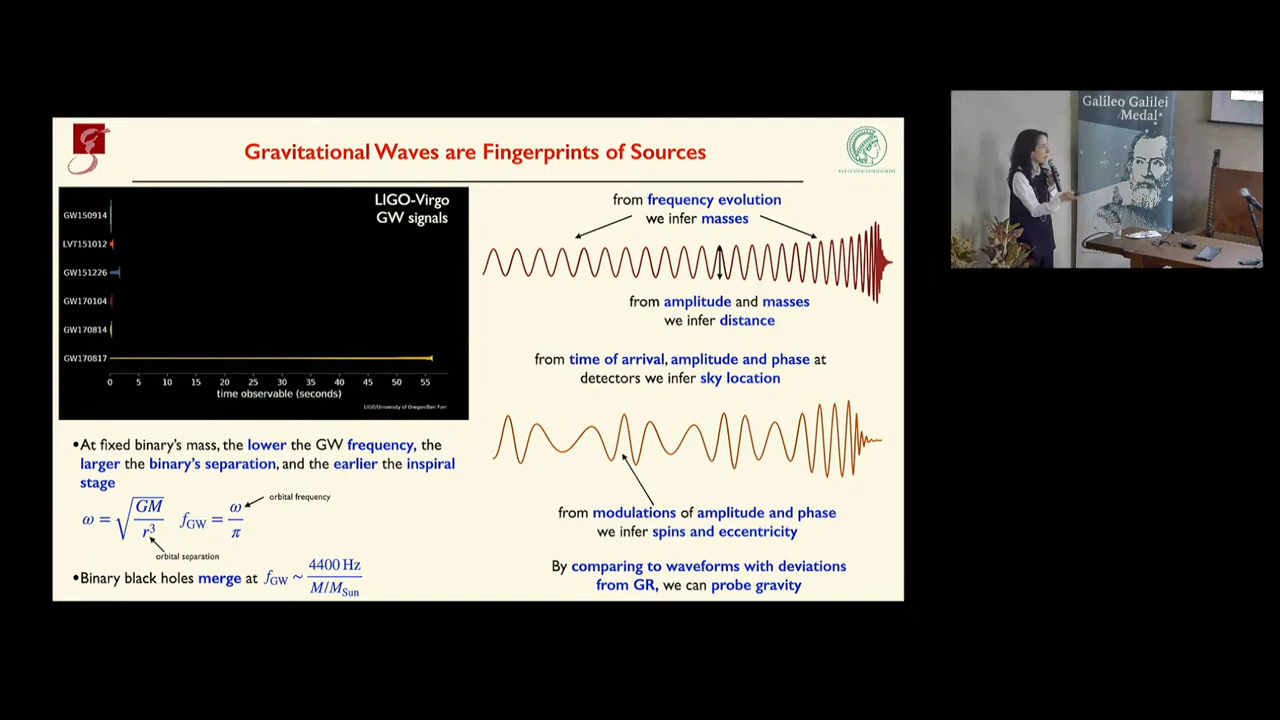 Gravitational Waves are Fingerprints of Sources
LIGO-Virgo
GW signals
GW150914
LVT151012
GW151226
GW170104
GW170814
GW170817
0 5 10 15 20 25 30 35 40 45 50 55
time observable (seconds)
LIGO/University of Oregon/Ben Farr
•At fixed binary's mass, the lower the GW frequency, the
larger the binary's separation, and the earlier the inspiral
stage
ω = √(GM/r³) f_GW = ω/π
orbital frequency
orbital separation
•Binary black holes merge at f_GW ~ 4400 Hz / M/M_Sun
from frequency evolution
we infer masses
from amplitude and masses
we infer distance
from time of arrival, amplitude and phase at
detectors we infer sky location
from modulations of amplitude and phase
we infer spins and eccentricity
By comparing to waveforms with deviations
from GR, we can probe gravity
Galileo Galilei
Medal*